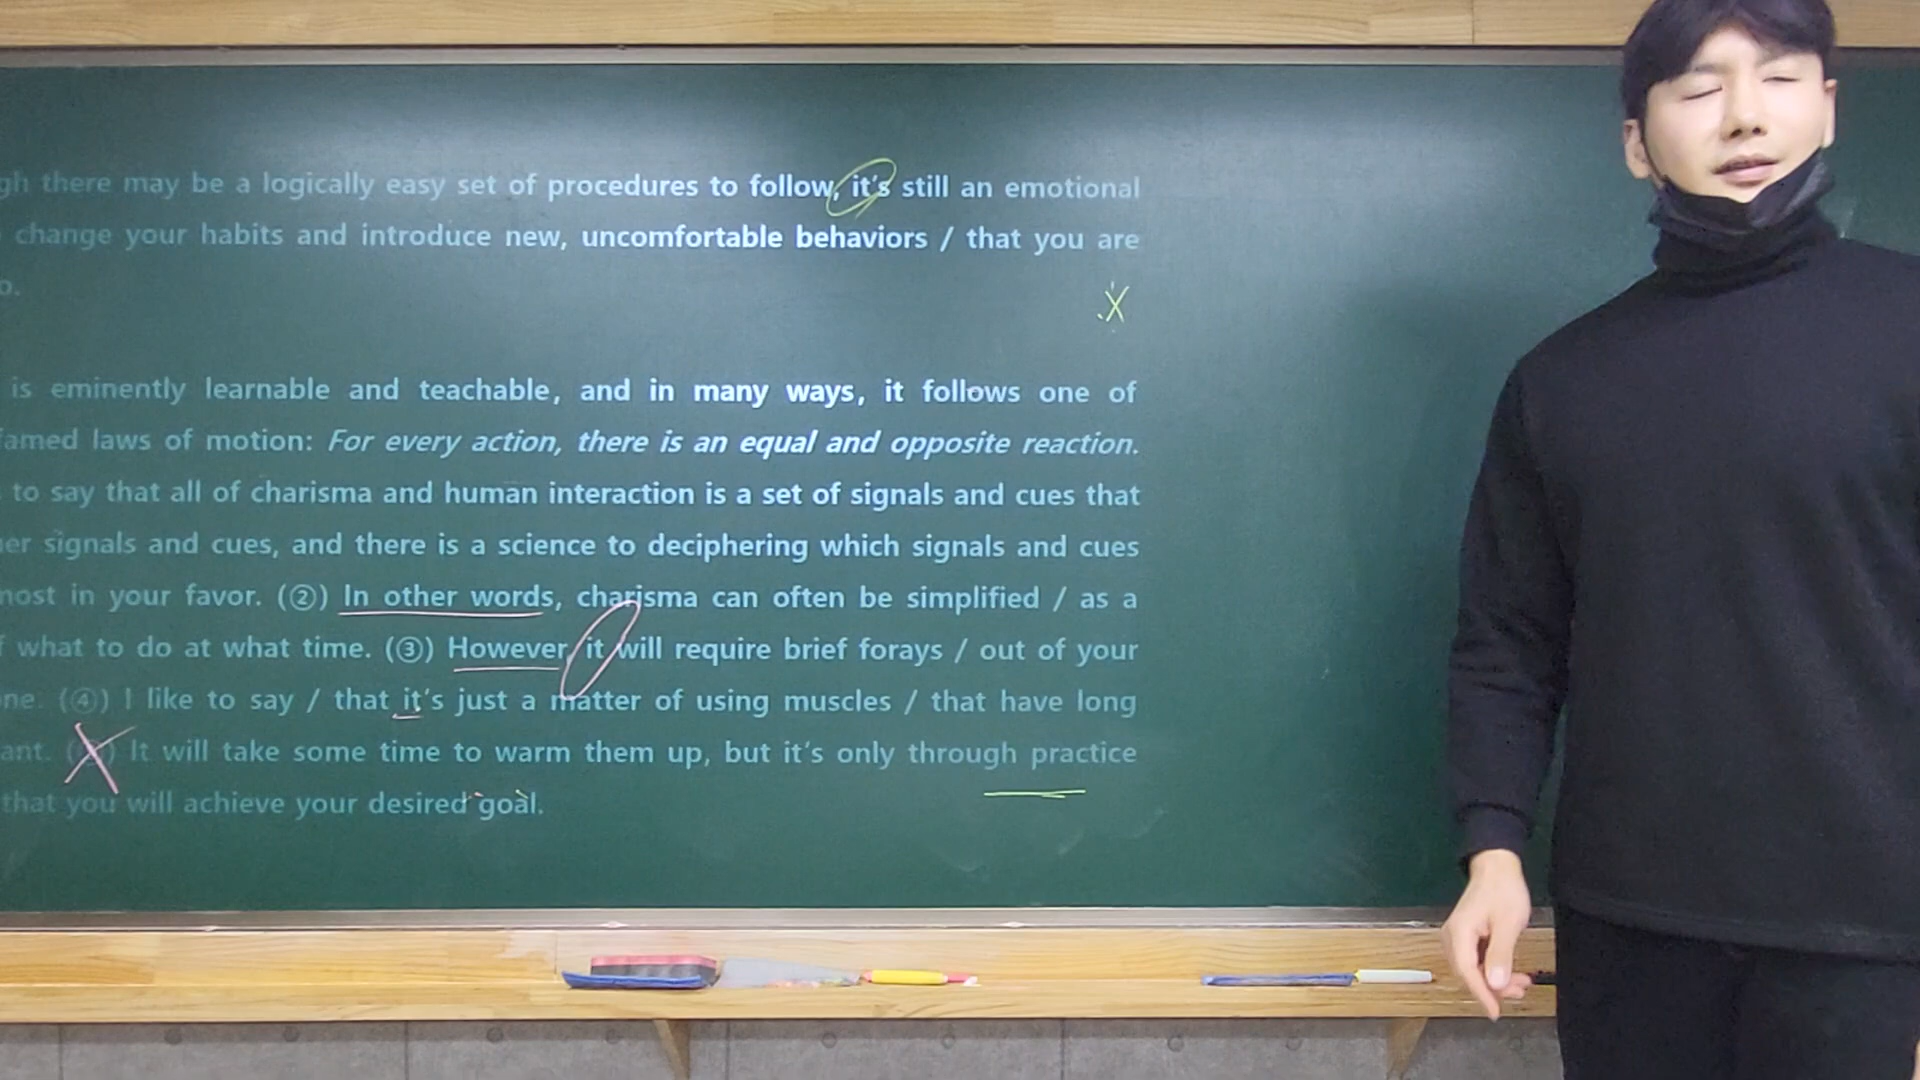 there may be a logically easy set of procedures to follow, it's still an emotional
change your habits and introduce new, uncomfortable behaviors / that you are
X
is eminently learnable and teachable, and in many ways, it follows one of
famed laws of motion: For every action, there is an equal and opposite reaction.
to say that all of charisma and human interaction is a set of signals and cues that
signals and cues, and there is a science to deciphering which signals and cues
in your favor. (②) In other words, charisma can often be simplified / as a
what to do at what time. (③) However, it will require brief forays / out of your
(④) I like to say / that it's just a matter of using muscles / that have long
It will take some time to warm them up, but it's only through practice
that you will achieve your desired goal.